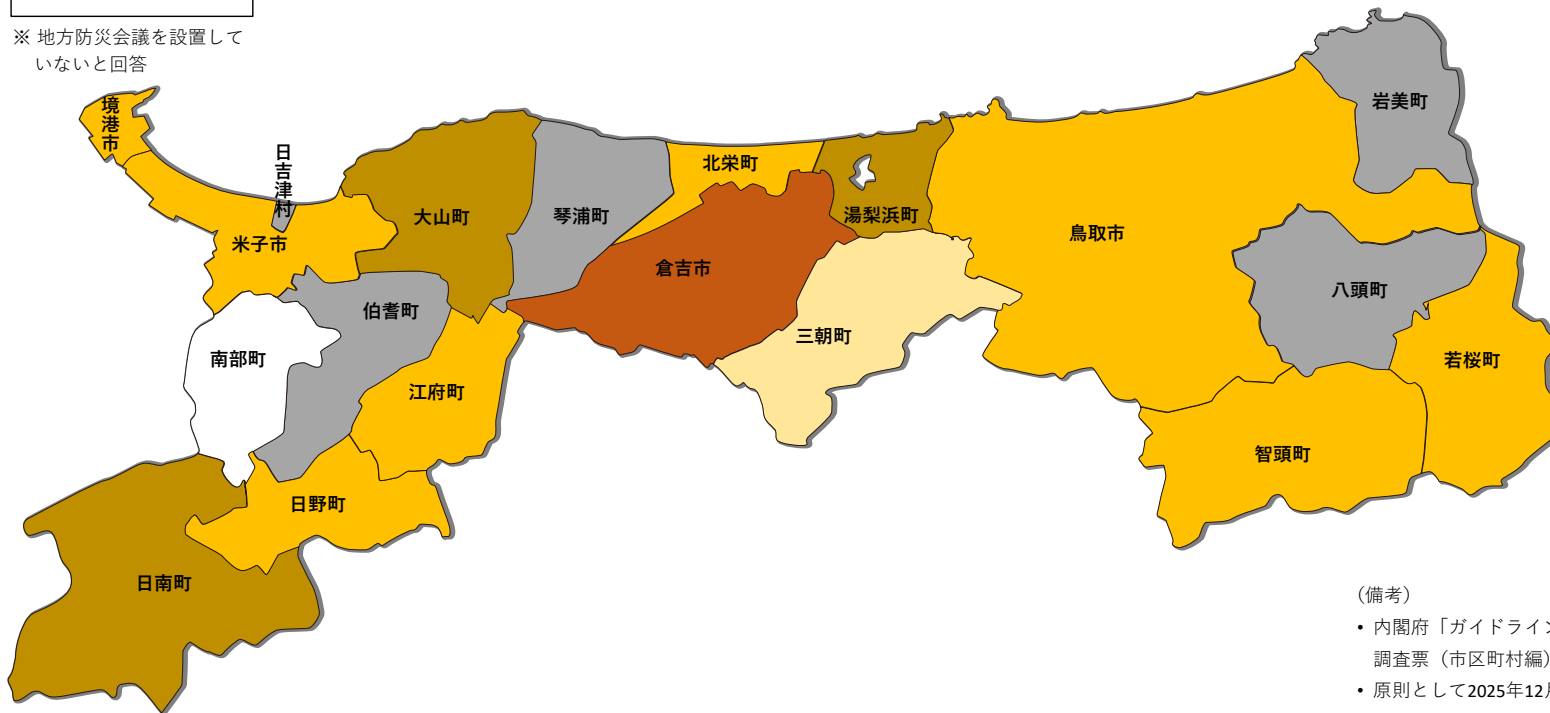 ※ 地方防災会議を設置して
いないと回答
境港市
日吉津村
米子市
大山町
琴浦町
北栄町
湯梨浜町
鳥取市
岩美町
倉吉市
八頭町
伯耆町
三朝町
南部町
江府町
若桜町
智頭町
日野町
日南町
(備考)
• 内閣府「ガイドライン
調査票（市区町村編）
• 原則として2025年12月